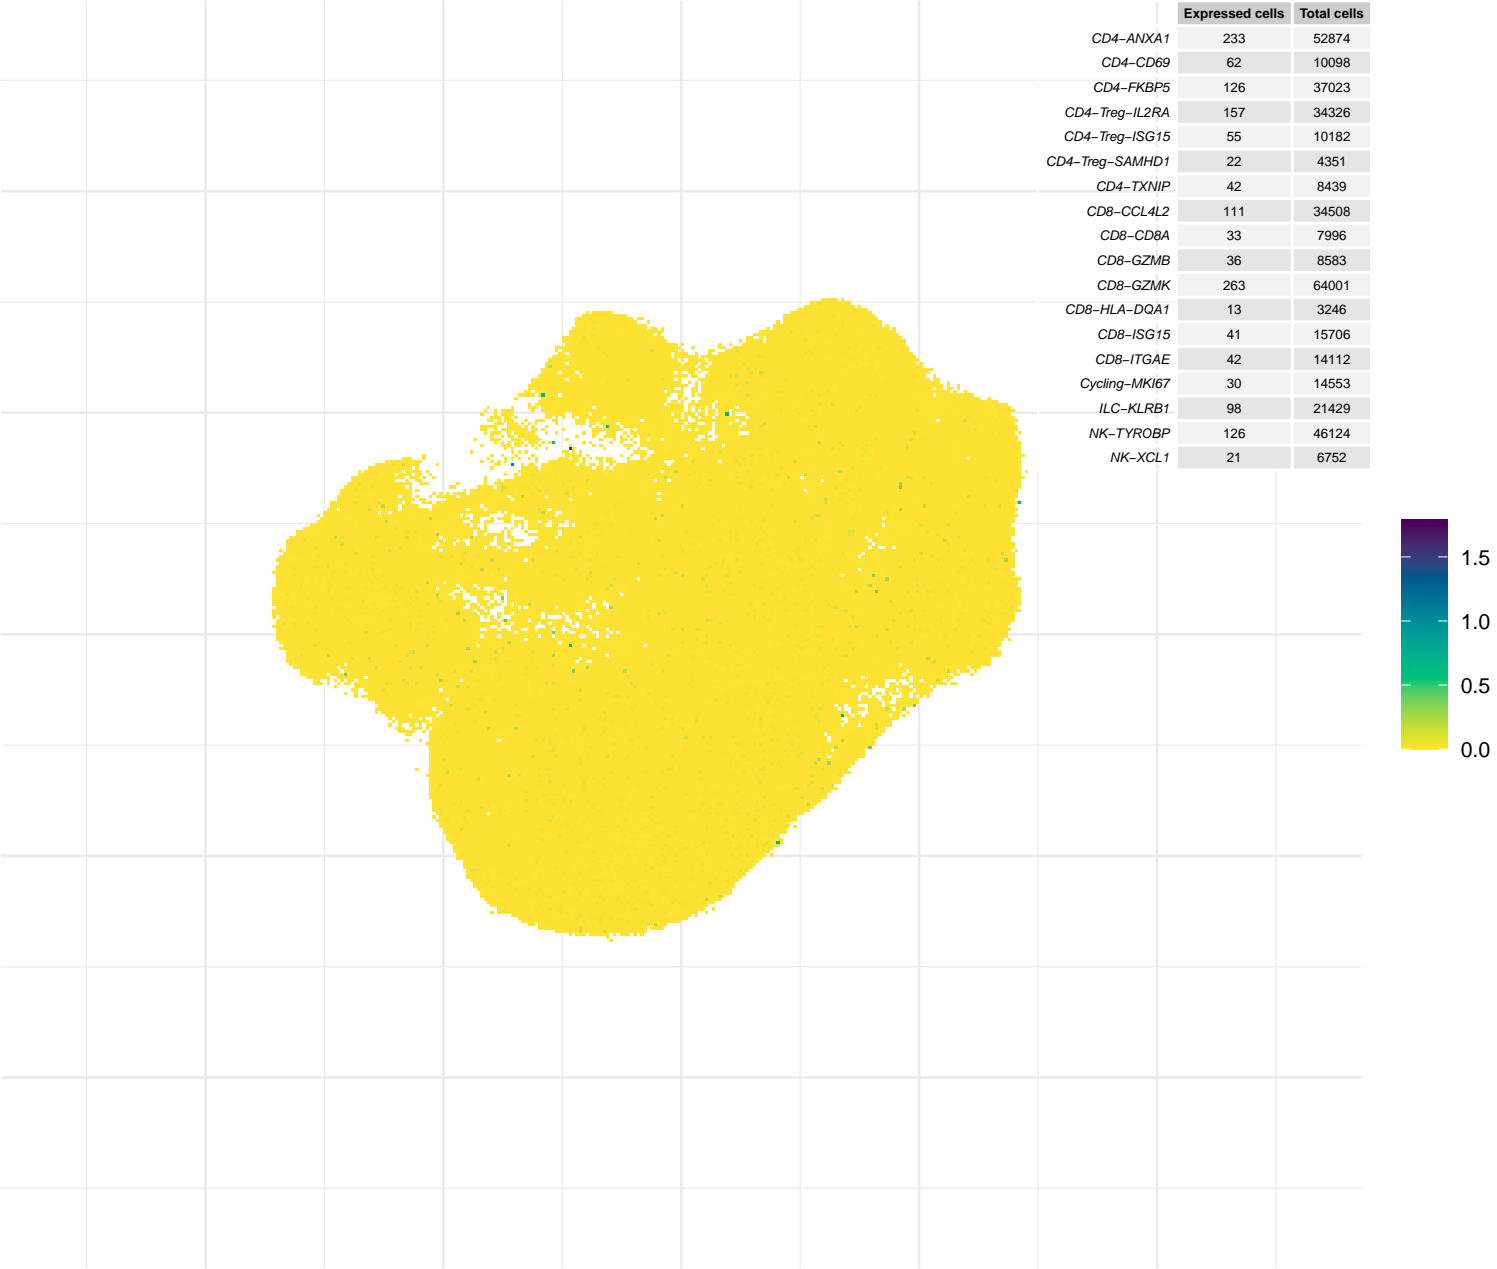 Expressed cells Total cells
CD4−ANXA1 233 52874
CD4−CD69 62 10098
CD4−FKBP5 126 37023
CD4−Treg−IL2RA 157 34326
CD4−Treg−ISG15 55 10182
CD4−Treg−SAMHD1 22 4351
CD4−TXNIP 42 8439
CD8−CCL4L2 111 34508
CD8−CD8A 33 7996
CD8−GZMB 36 8583
CD8−GZMK 263 64001
CD8−HLA−DQA1 13 3246
CD8−ISG15 41 15706
CD8−ITGAE 42 14112
Cycling−MKI67 30 14553
ILC−KLRB1 98 21429
NK−TYROBP 126 46124
NK−XCL1 21 6752
1.5
1.0
0.5
0.0